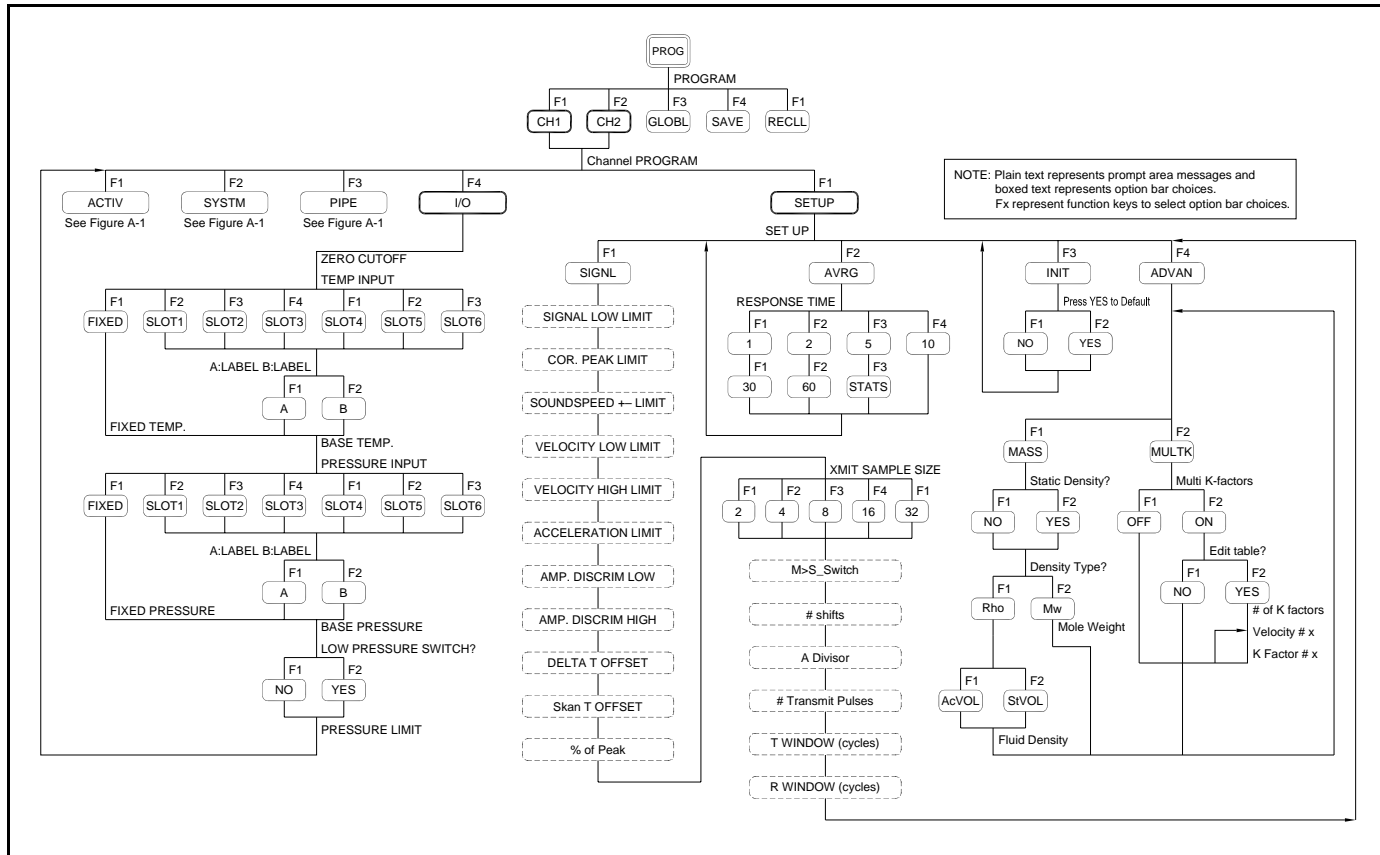 PROG
PROGRAM
F1 F2 F3 F4 F1
CH1 CH2 GLOBL SAVE RECLL
Channel PROGRAM
NOTE: Plain text represents prompt area messages and
boxed text represents option bar choices.
Fx represent function keys to select option bar choices.
F1 F2 F3 F4 F1
ACTIV SYSTM PIPE I/O SETUP
See Figure A-1 See Figure A-1 See Figure A-1
ZERO CUTOFF
TEMP INPUT
F1 F2 F3 F4 F1 F2 F3
FIXED SLOT1 SLOT2 SLOT3 SLOT4 SLOT5 SLOT6
A:LABEL B:LABEL
F1 F2
A B
FIXED TEMP.
BASE TEMP.
PRESSURE INPUT
F1 F2 F3 F4 F1 F2 F3
FIXED SLOT1 SLOT2 SLOT3 SLOT4 SLOT5 SLOT6
A:LABEL B:LABEL
F1 F2
A B
FIXED PRESSURE
BASE PRESSURE
LOW PRESSURE SWITCH?
F1 F2
NO YES
PRESSURE LIMIT
SET UP
F1 F2 F3 F4
SIGNL AVRG INIT ADVAN
SIGNAL LOW LIMIT
COR. PEAK LIMIT
SOUNDSPEED +– LIMIT
VELOCITY LOW LIMIT
VELOCITY HIGH LIMIT
ACCELERATION LIMIT
AMP. DISCRIM LOW
AMP. DISCRIM HIGH
DELTA T OFFSET
Skan T OFFSET
% of Peak
XMIT SAMPLE SIZE
F1 F2 F3 F4 F1
2 4 8 16 32
M>S_Switch
# shifts
A Divisor
# Transmit Pulses
T WINDOW (cycles)
R WINDOW (cycles)
RESPONSE TIME
F1 F2 F3 F4
1 2 5 10
F1 F2 F3
30 60 STATS
Press YES to Default
F1 F2
NO YES
F1 F2
MASS MULTK
Static Density?
F1 F2
NO YES
Density Type?
F1 F2
Rho Mw
Mole Weight
F1 F2
AcVOL StVOL
Fluid Density
Multi K-factors
F1 F2
OFF ON
Edit table?
F1 F2
NO YES
# of K factors
Velocity # x
K Factor # x